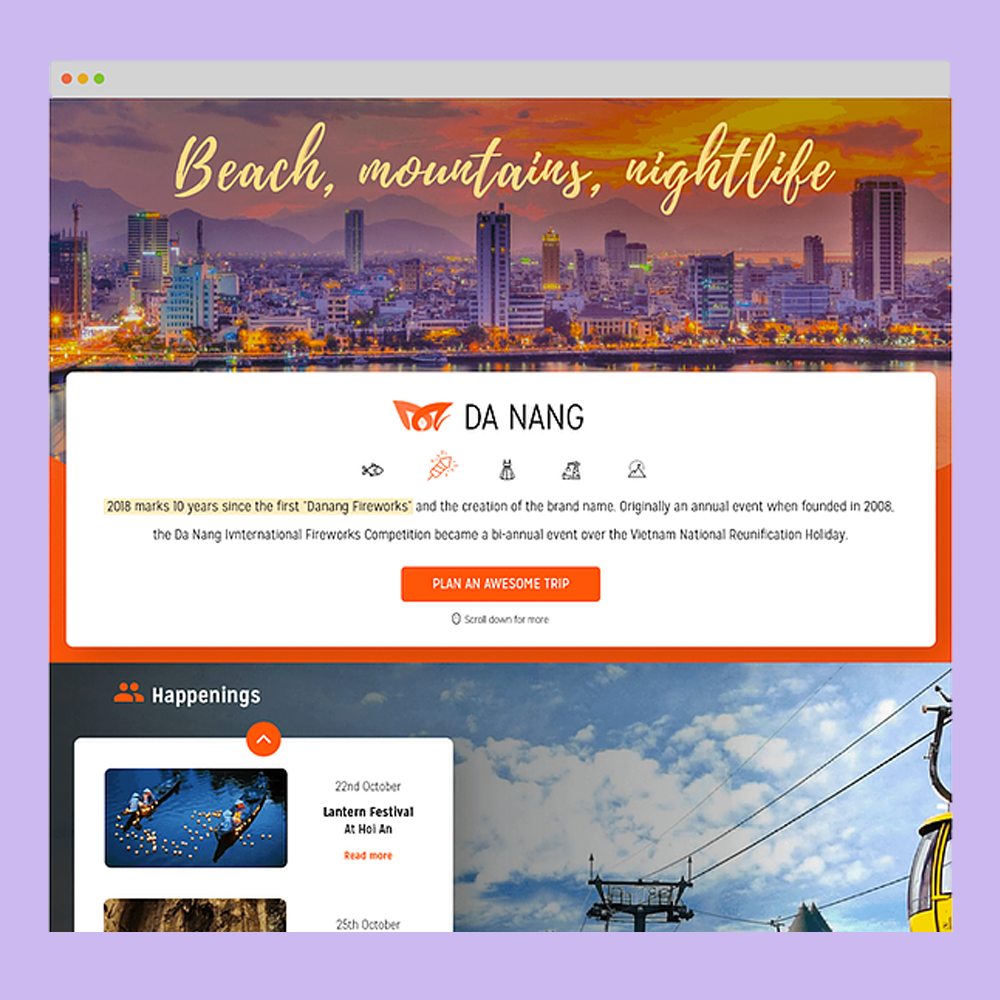 Beach, mountains, nightlife
DA NANG
2018 marks 10 years since the first "Danang Fireworks" and the creation of the brand name. Originally an annual event when founded in 2008,
the Da Nang Ivnternational Fireworks Competition became a bi-annual event over the Vietnam National Reunification Holiday.
PLAN AN AWESOME TRIP
Scroll down for more
Happenings
22nd October
Lantern Festival
At Hoi An
Read more
25th October